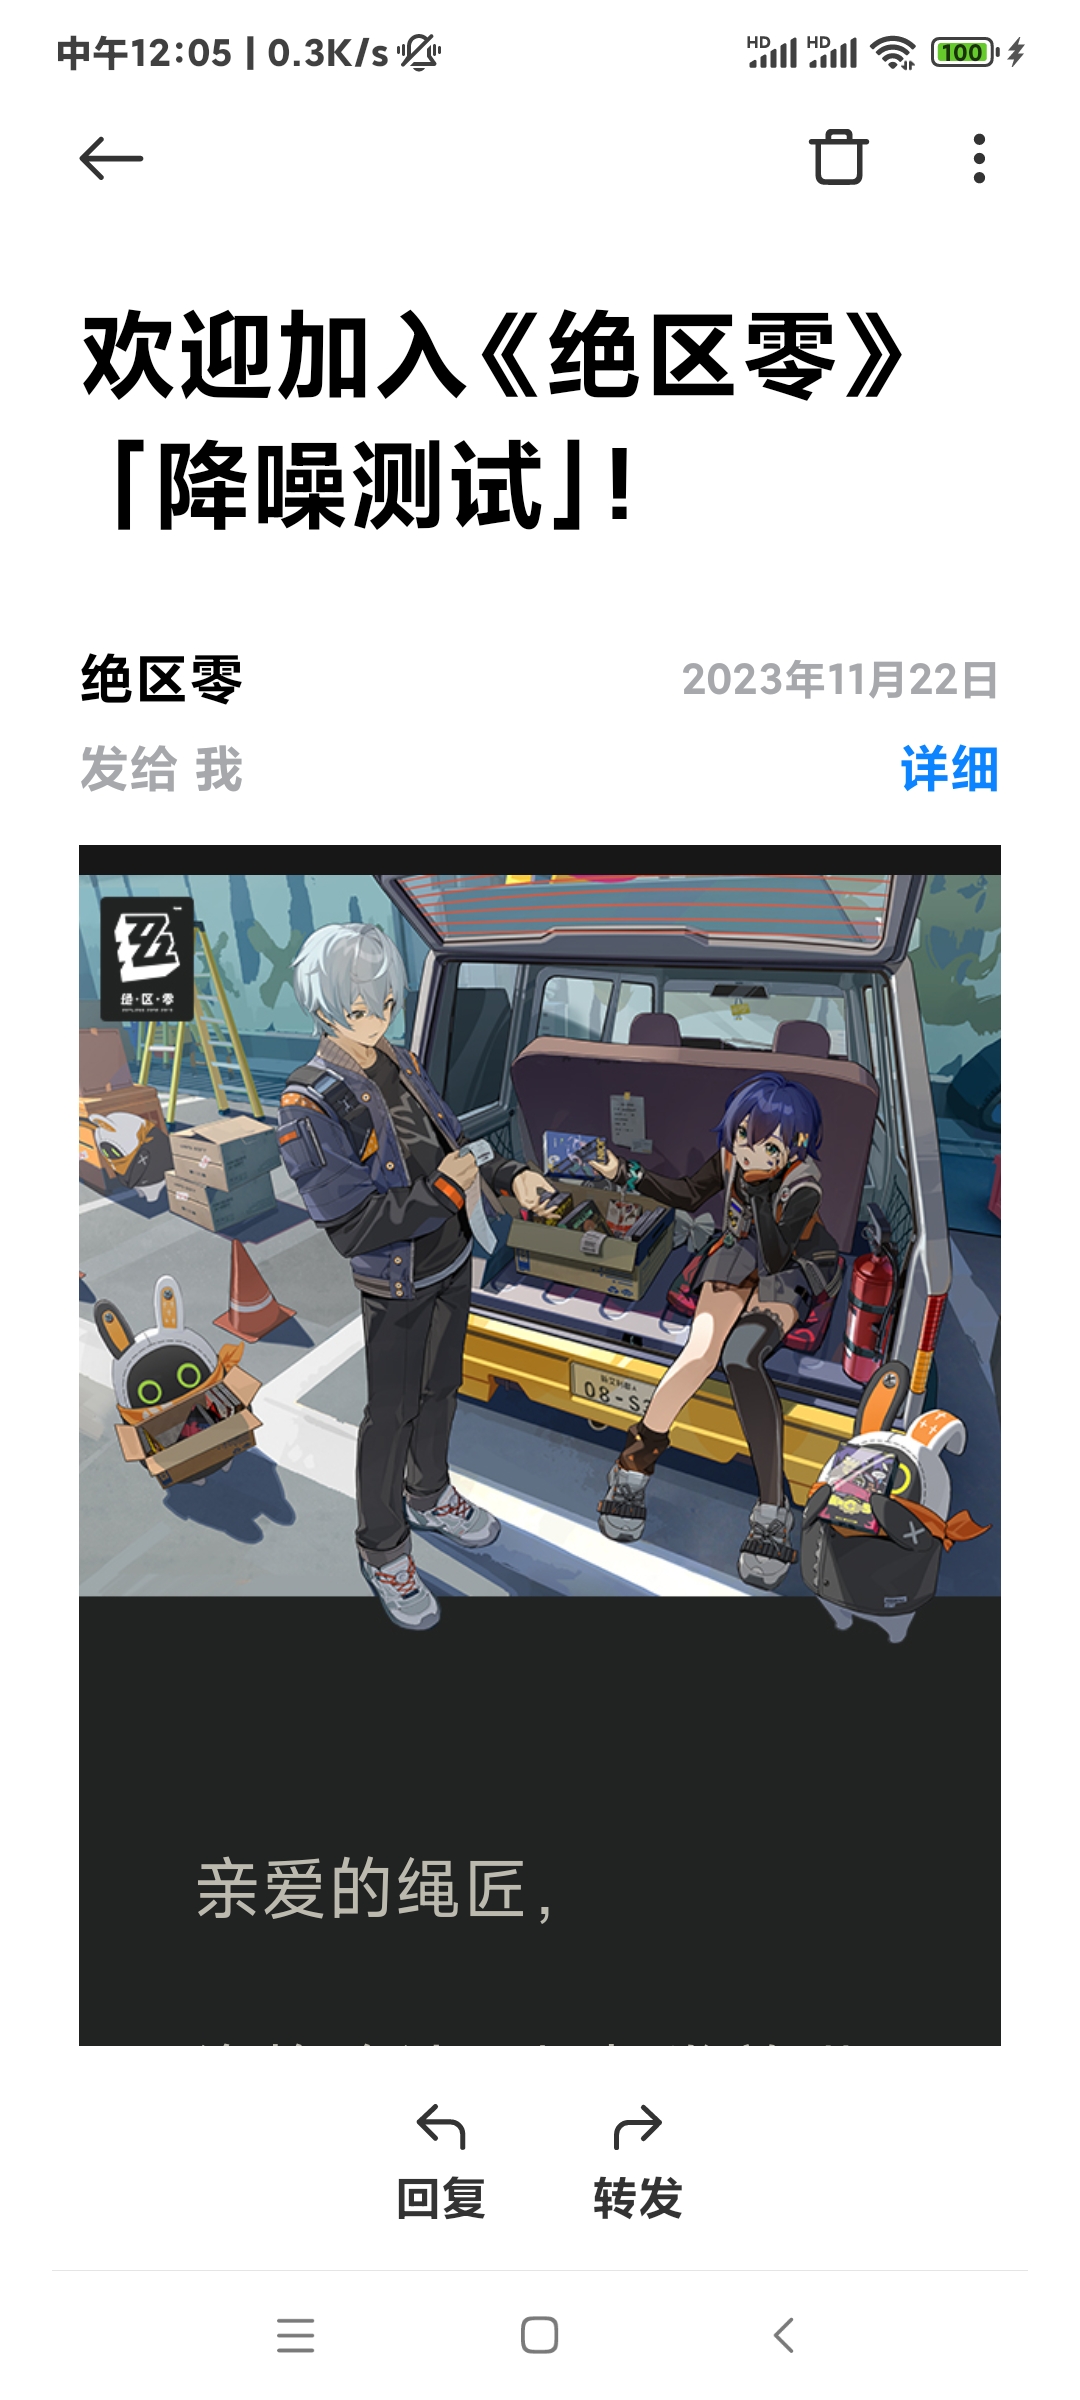 中午12:05 | 0.3K/s
HD HD 100
欢迎加入《绝区零》
「降噪测试」!
绝区零 2023年11月22日
发给 我 详细
绝·区·零
08-S
亲爱的绳匠,
回复 转发